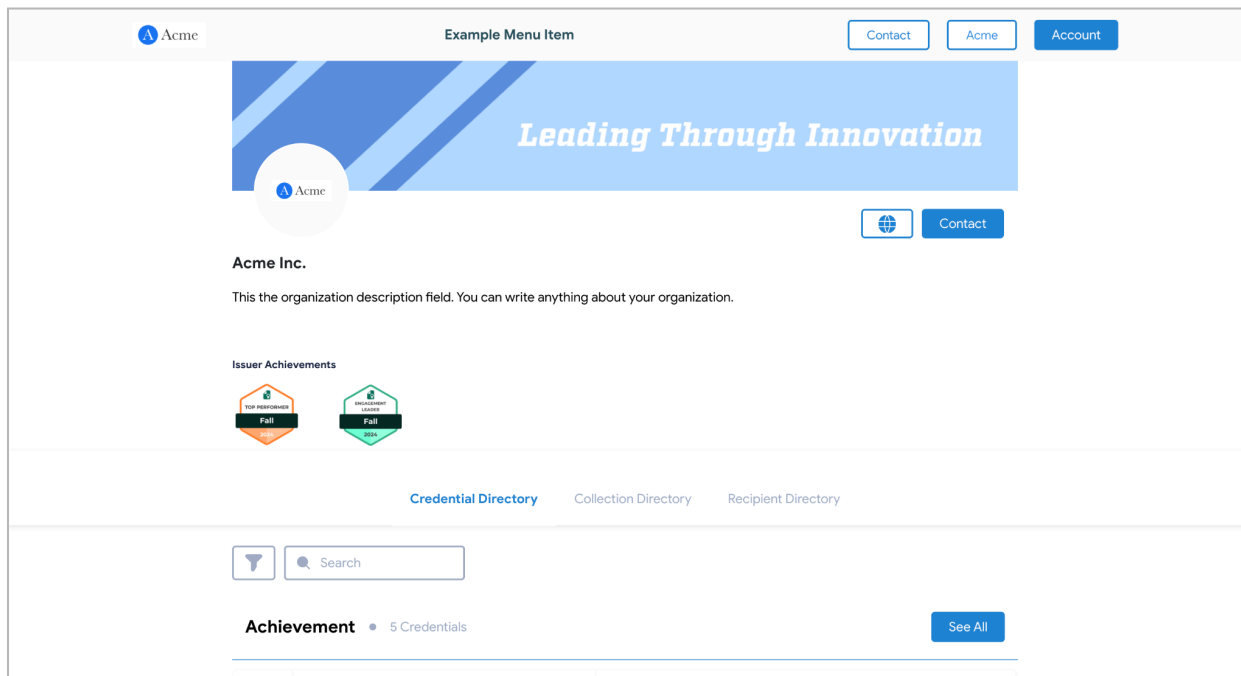 A Acme
Example Menu Item
Contact
Acme
Account
Leading Through Innovation
A Acme
Contact
Acme Inc.
This the organization description field. You can write anything about your organization.
Issuer Achievements
TOP PERFORMER
Fall
2024
ENGAGEMENT
LEADER
Fall
2024
Credential Directory
Collection Directory
Recipient Directory
Search
Achievement • 5 Credentials
See All